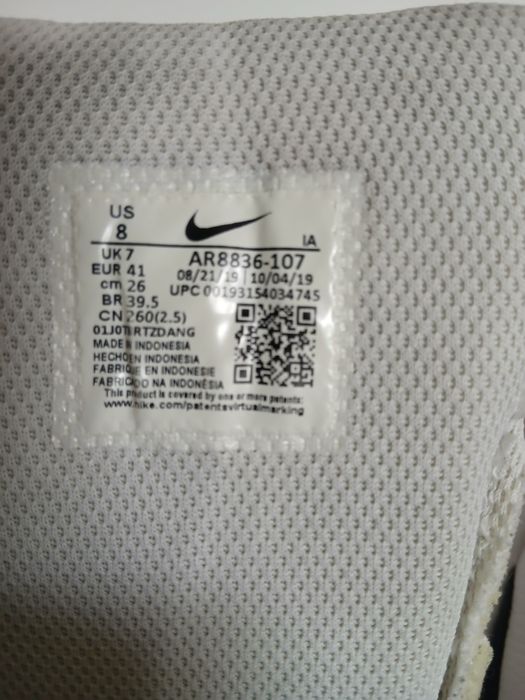 US
8
IA
UK 7
AR8836-107
EUR 41
08/21/19 10/04/19
cm 26
UPC 00193154034745
BR 39.5
CN 260(2.5)
MADE IN INDONESIA
HECHO EN INDONESIA
FABRIQUE EN INDONESIE
FABRICADO NA INDONÉSIA
This product is covered by one or more patents:
www.nike.com/patentsvirtualmarking